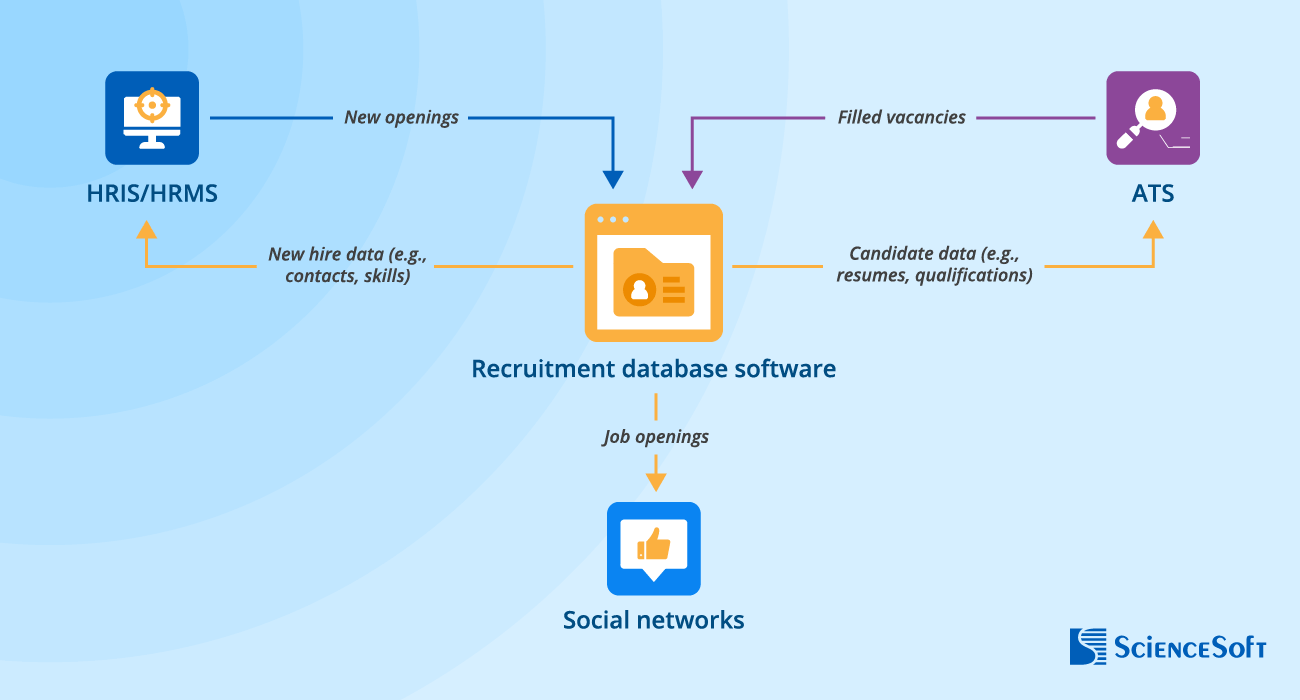 New openings
Filled vacancies
HRIS/HRMS
ATS
New hire data (e.g.,
contacts, skills)
Candidate data (e.g.,
resumes, qualifications)
Recruitment database software
Job openings
Social networks
ScienceSoft